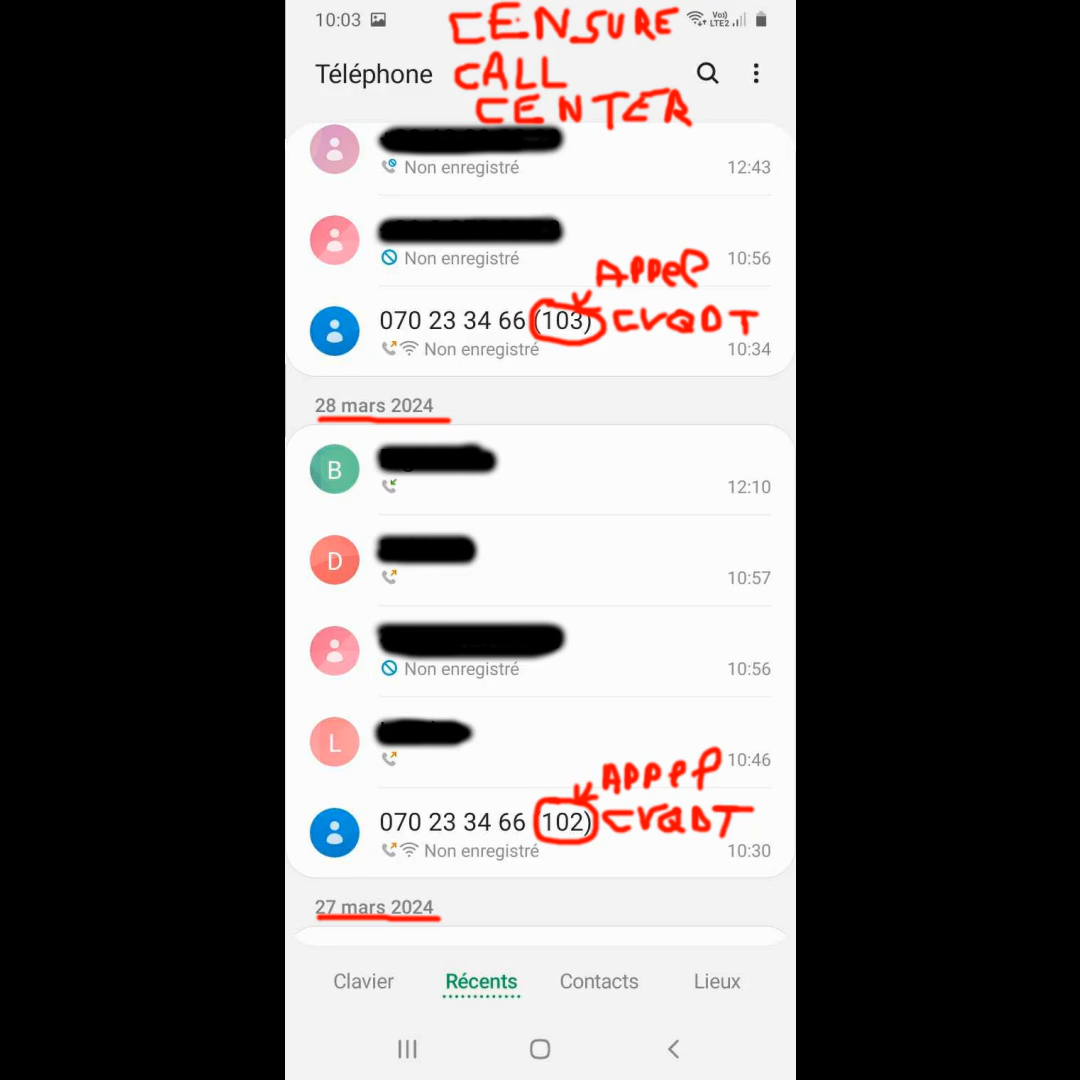 10:03 Vo)) LTE2
CENSURE
Téléphone
CALL
CENTER
Non enregistré 12:43
Non enregistré 10:56
APPEL
070 23 34 66 (103) CVQDT
Non enregistré 10:34
28 mars 2024
B
12:10
D
10:57
Non enregistré 10:56
L
10:46
APPEL
070 23 34 66 (102) CVQDT
Non enregistré 10:30
27 mars 2024
Clavier Récents Contacts Lieux